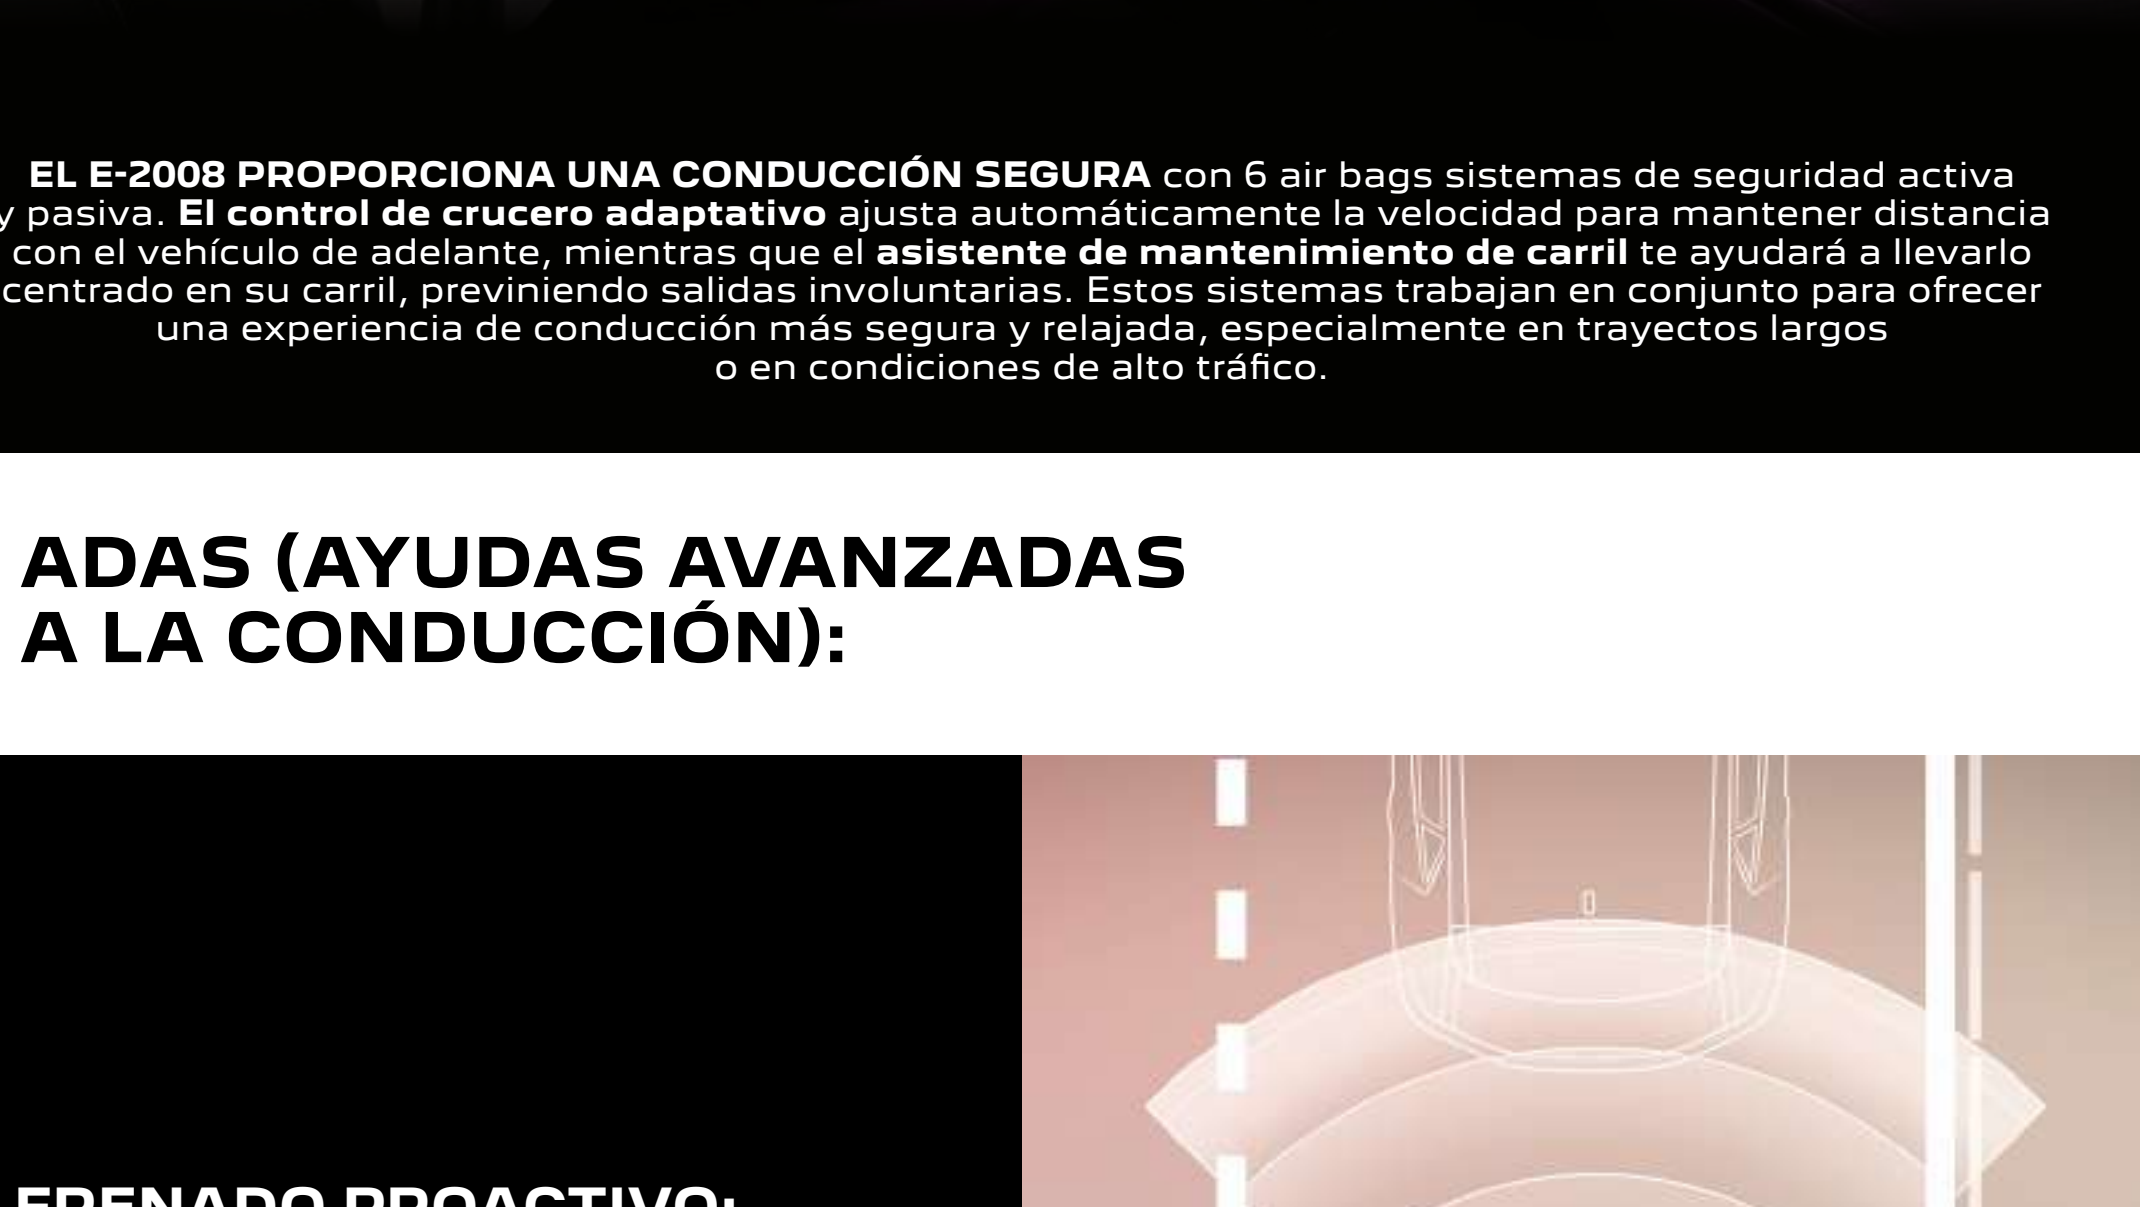 EL E-2008 PROPORCIONA UNA CONDUCCIÓN SEGURA con 6 air bags sistemas de seguridad activa
y pasiva. El control de crucero adaptativo ajusta automáticamente la velocidad para mantener distancia
con el vehículo de adelante, mientras que el asistente de mantenimiento de carril te ayudará a llevarlo
centrado en su carril, previniendo salidas involuntarias. Estos sistemas trabajan en conjunto para ofrecer
una experiencia de conducción más segura y relajada, especialmente en trayectos largos
o en condiciones de alto tráfico.
ADAS (AYUDAS AVANZADAS
A LA CONDUCCIÓN):
FRENADO PROACTIVO: